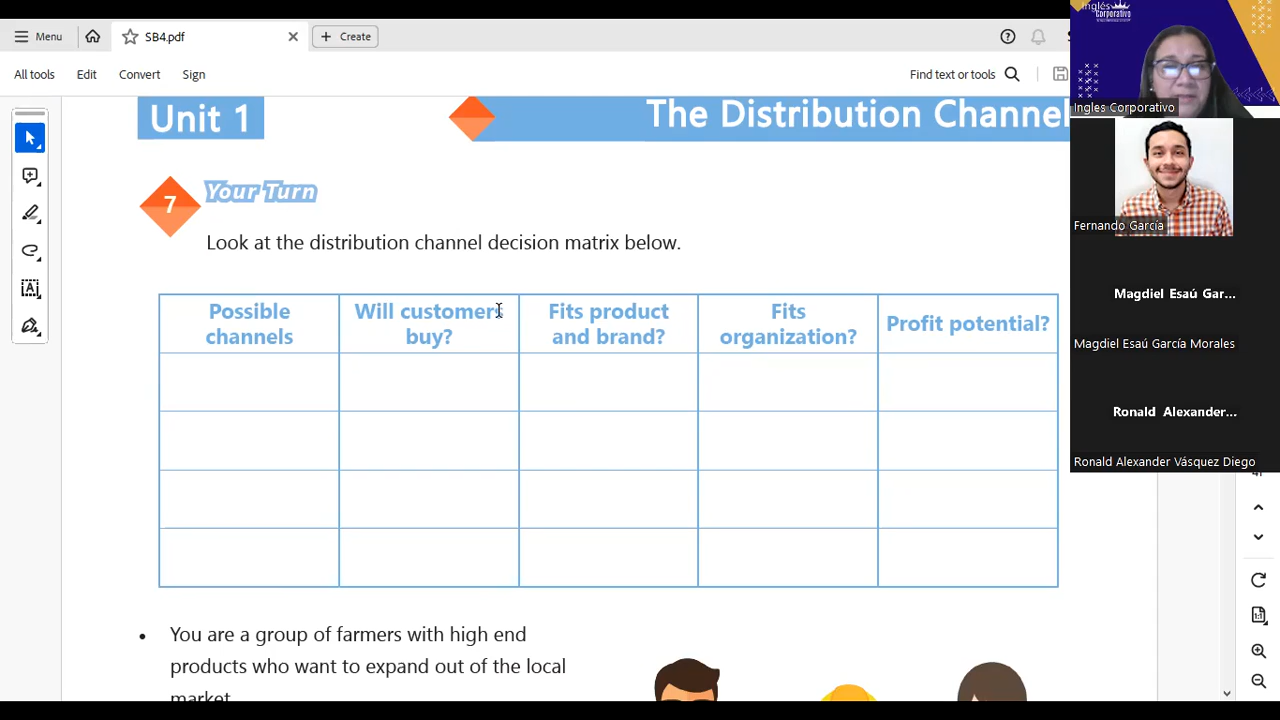 Menu
SB4.pdf
Create
All tools
Edit
Convert
Sign
Find text or tools
Unit 1
The Distribution Channel
7
Your Turn
Look at the distribution channel decision matrix below.
Possible channels
Will customers buy?
Fits product and brand?
Fits organization?
Profit potential?
• You are a group of farmers with high end
products who want to expand out of the local
market
Inglés
corporativo
Ingles Corporativo
Fernando García
Magdiel Esaú Gar...
Magdiel Esaú García Morales
Ronald Alexander...
Ronald Alexander Vásquez Diego